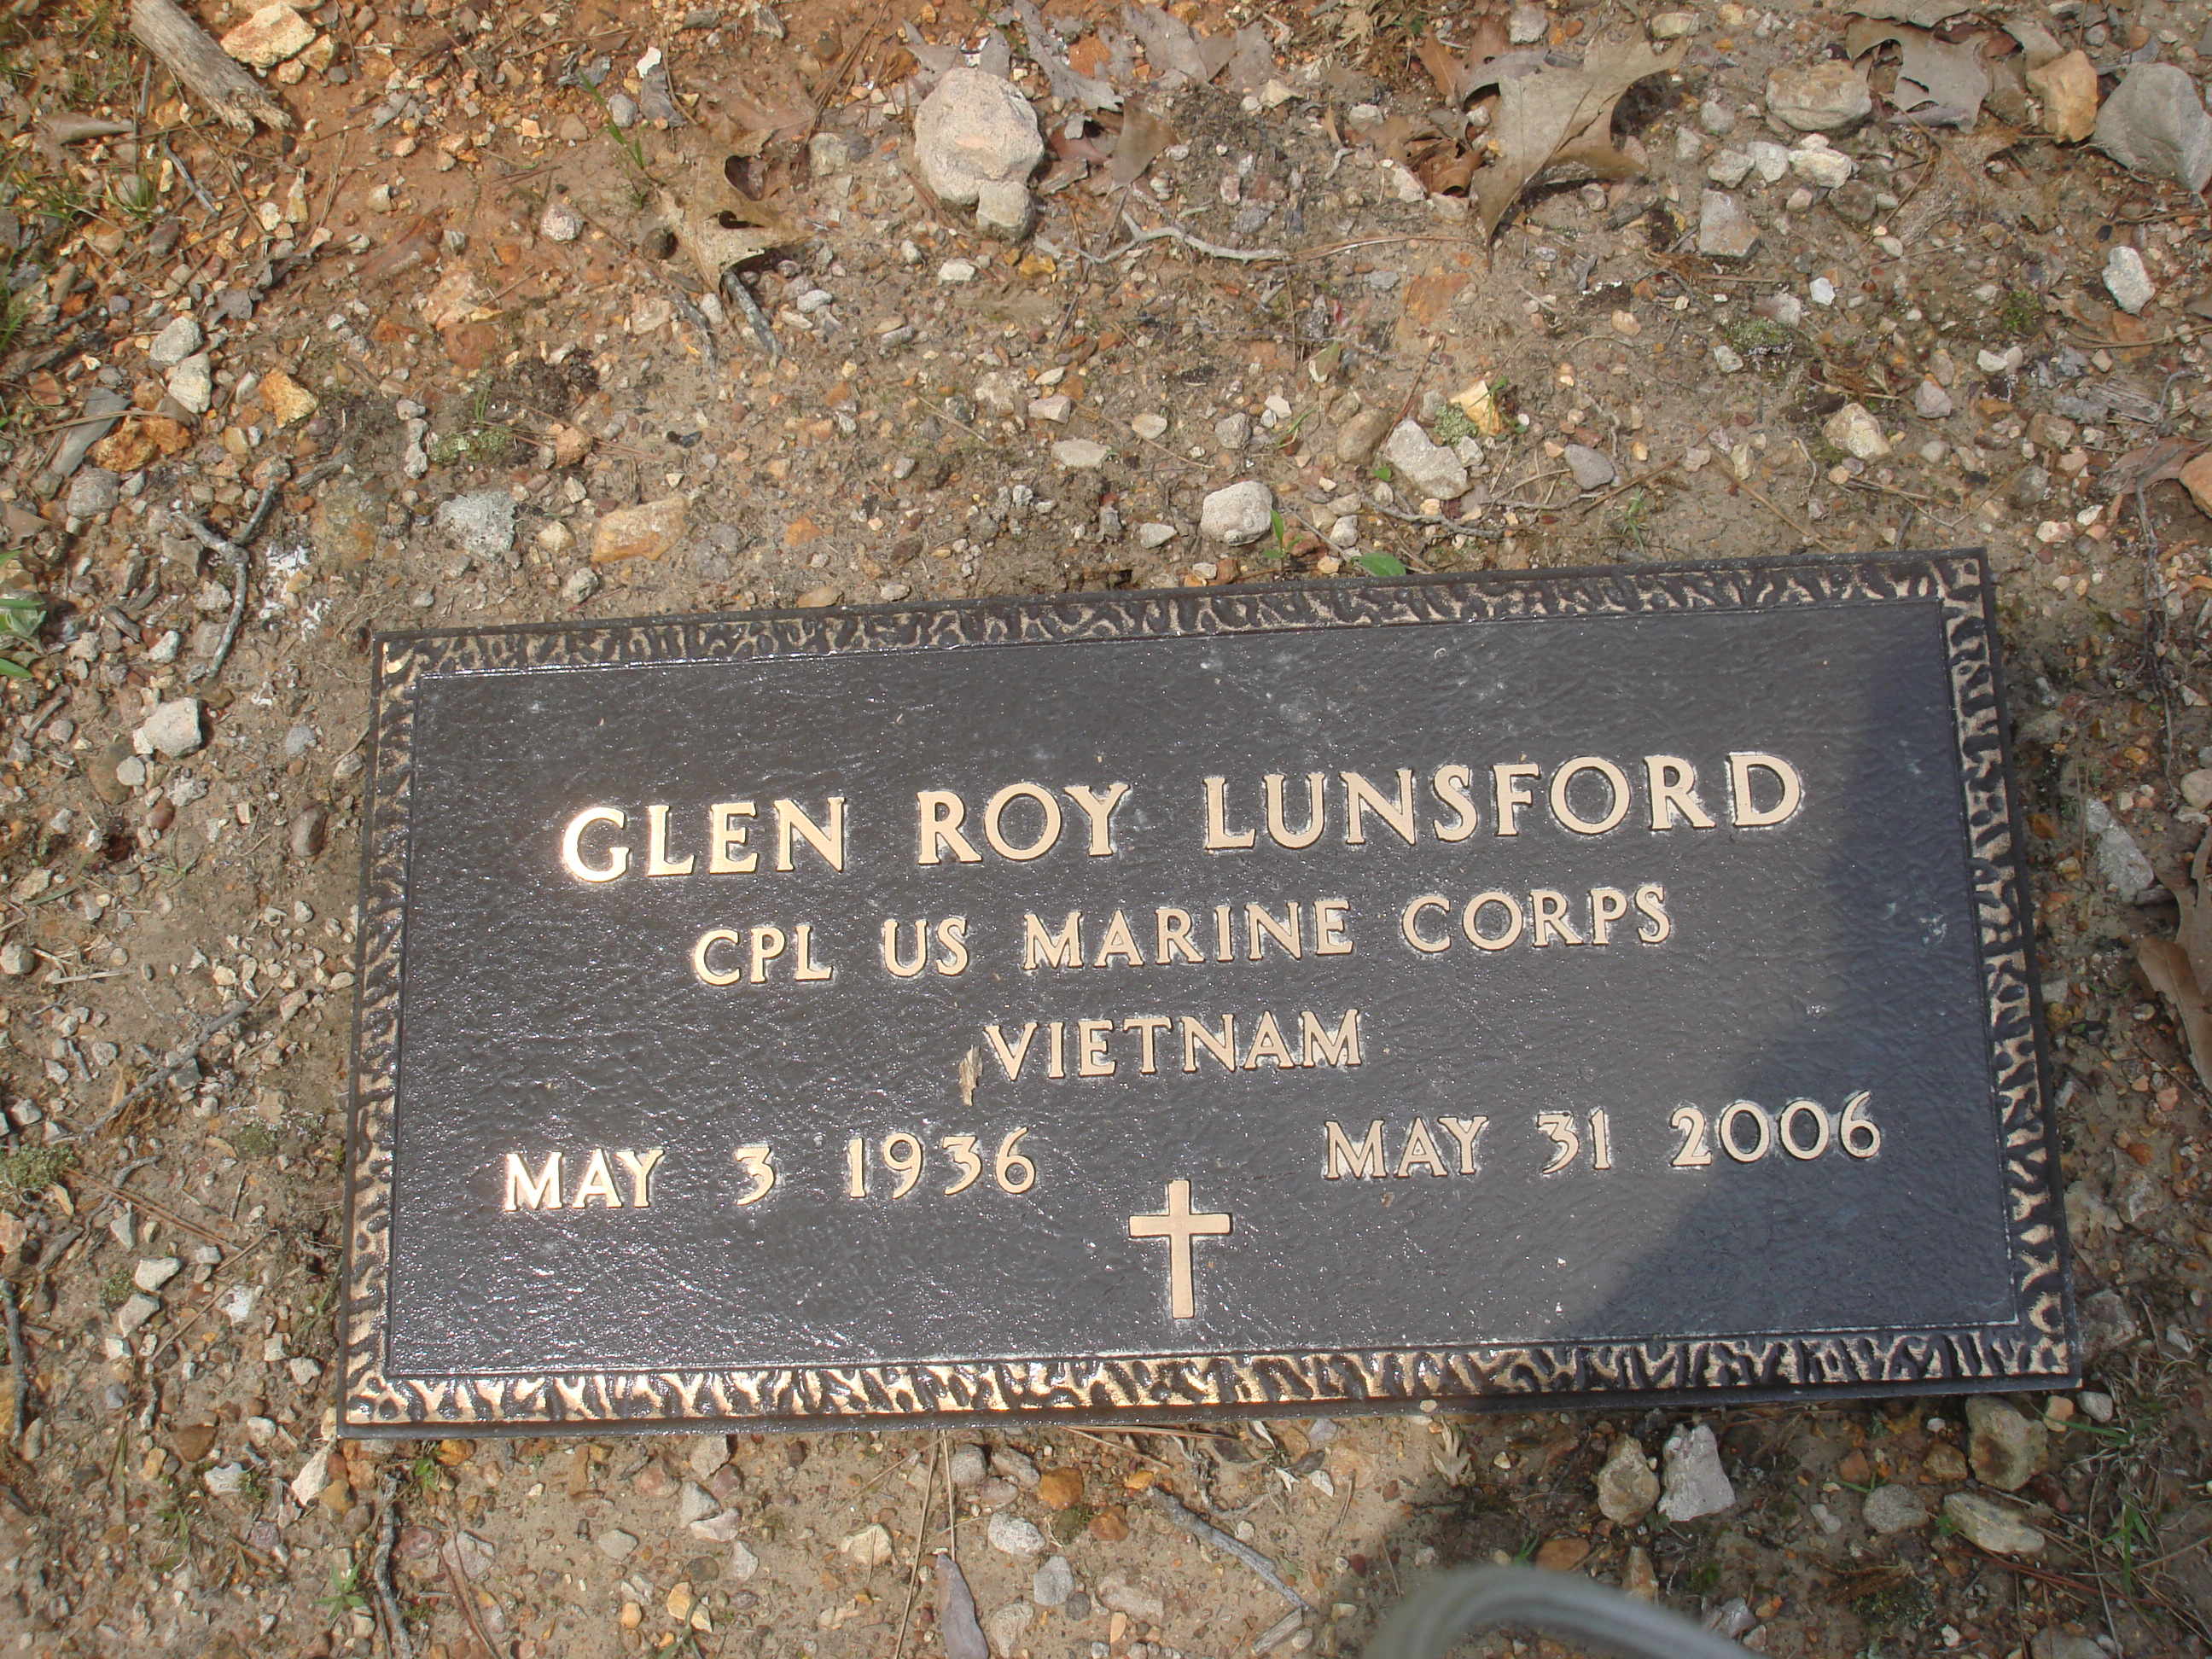 GLEN ROY LUNSFORD
CPL US MARINE CORPS
VIETNAM
MAY 3 1936 MAY 31 2006